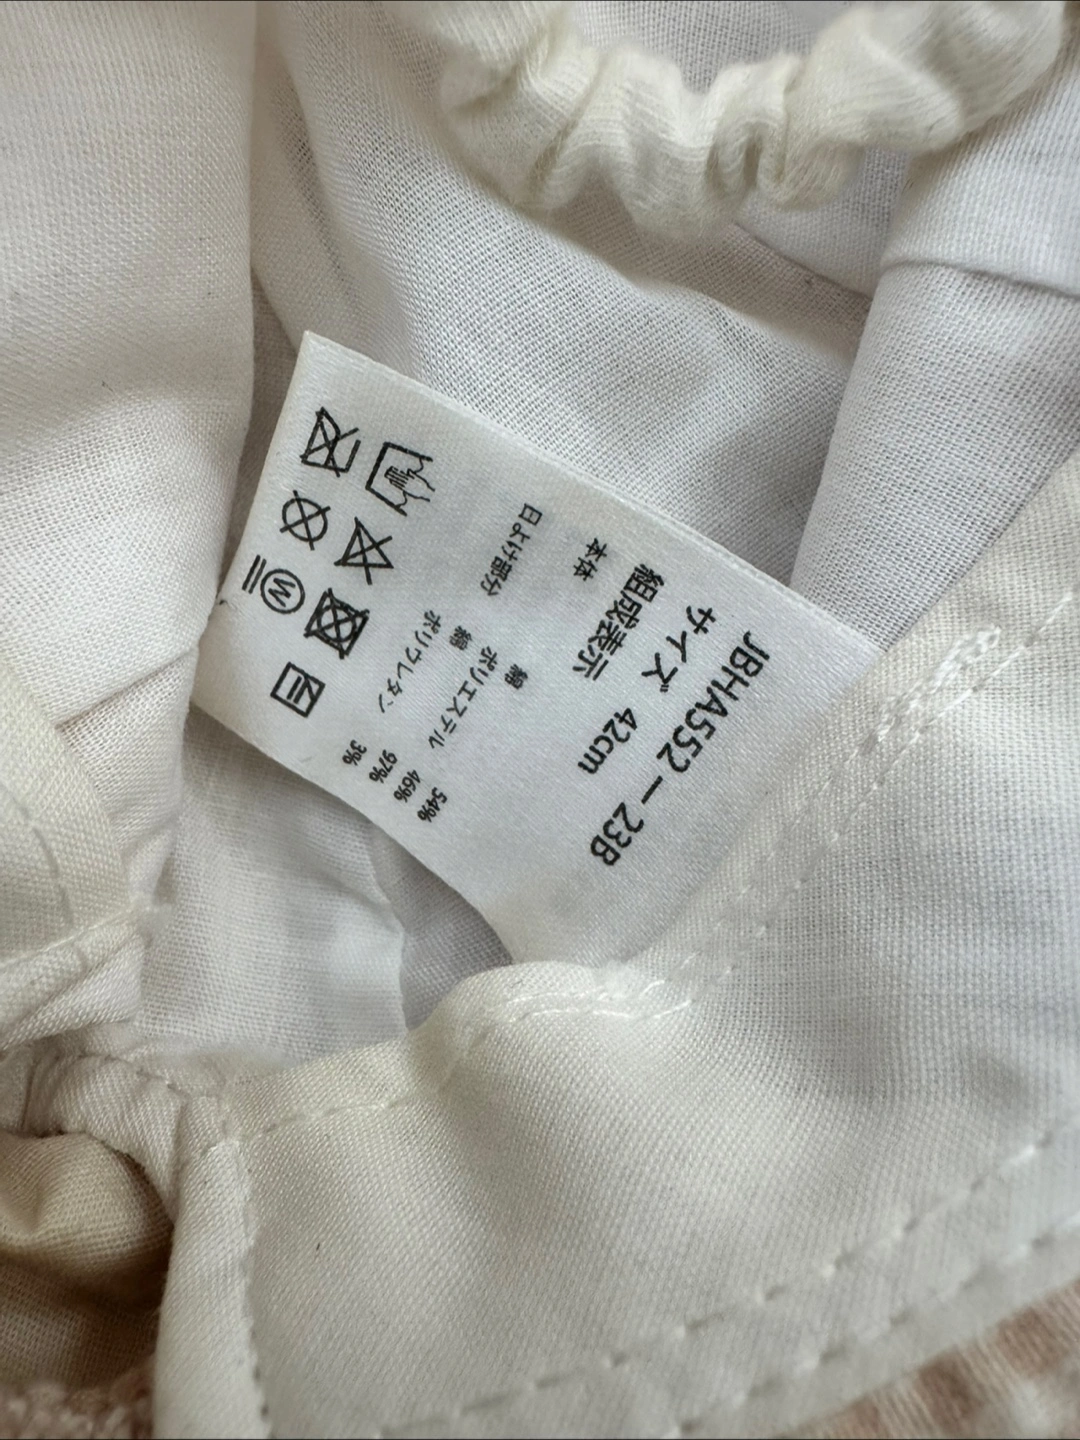 JBHA552－23B
サイズ 42cm
組成表示
本体
綿 54%
ポリエステル 46%
日よけ部分
綿 97%
ポリウレタン 3%
W